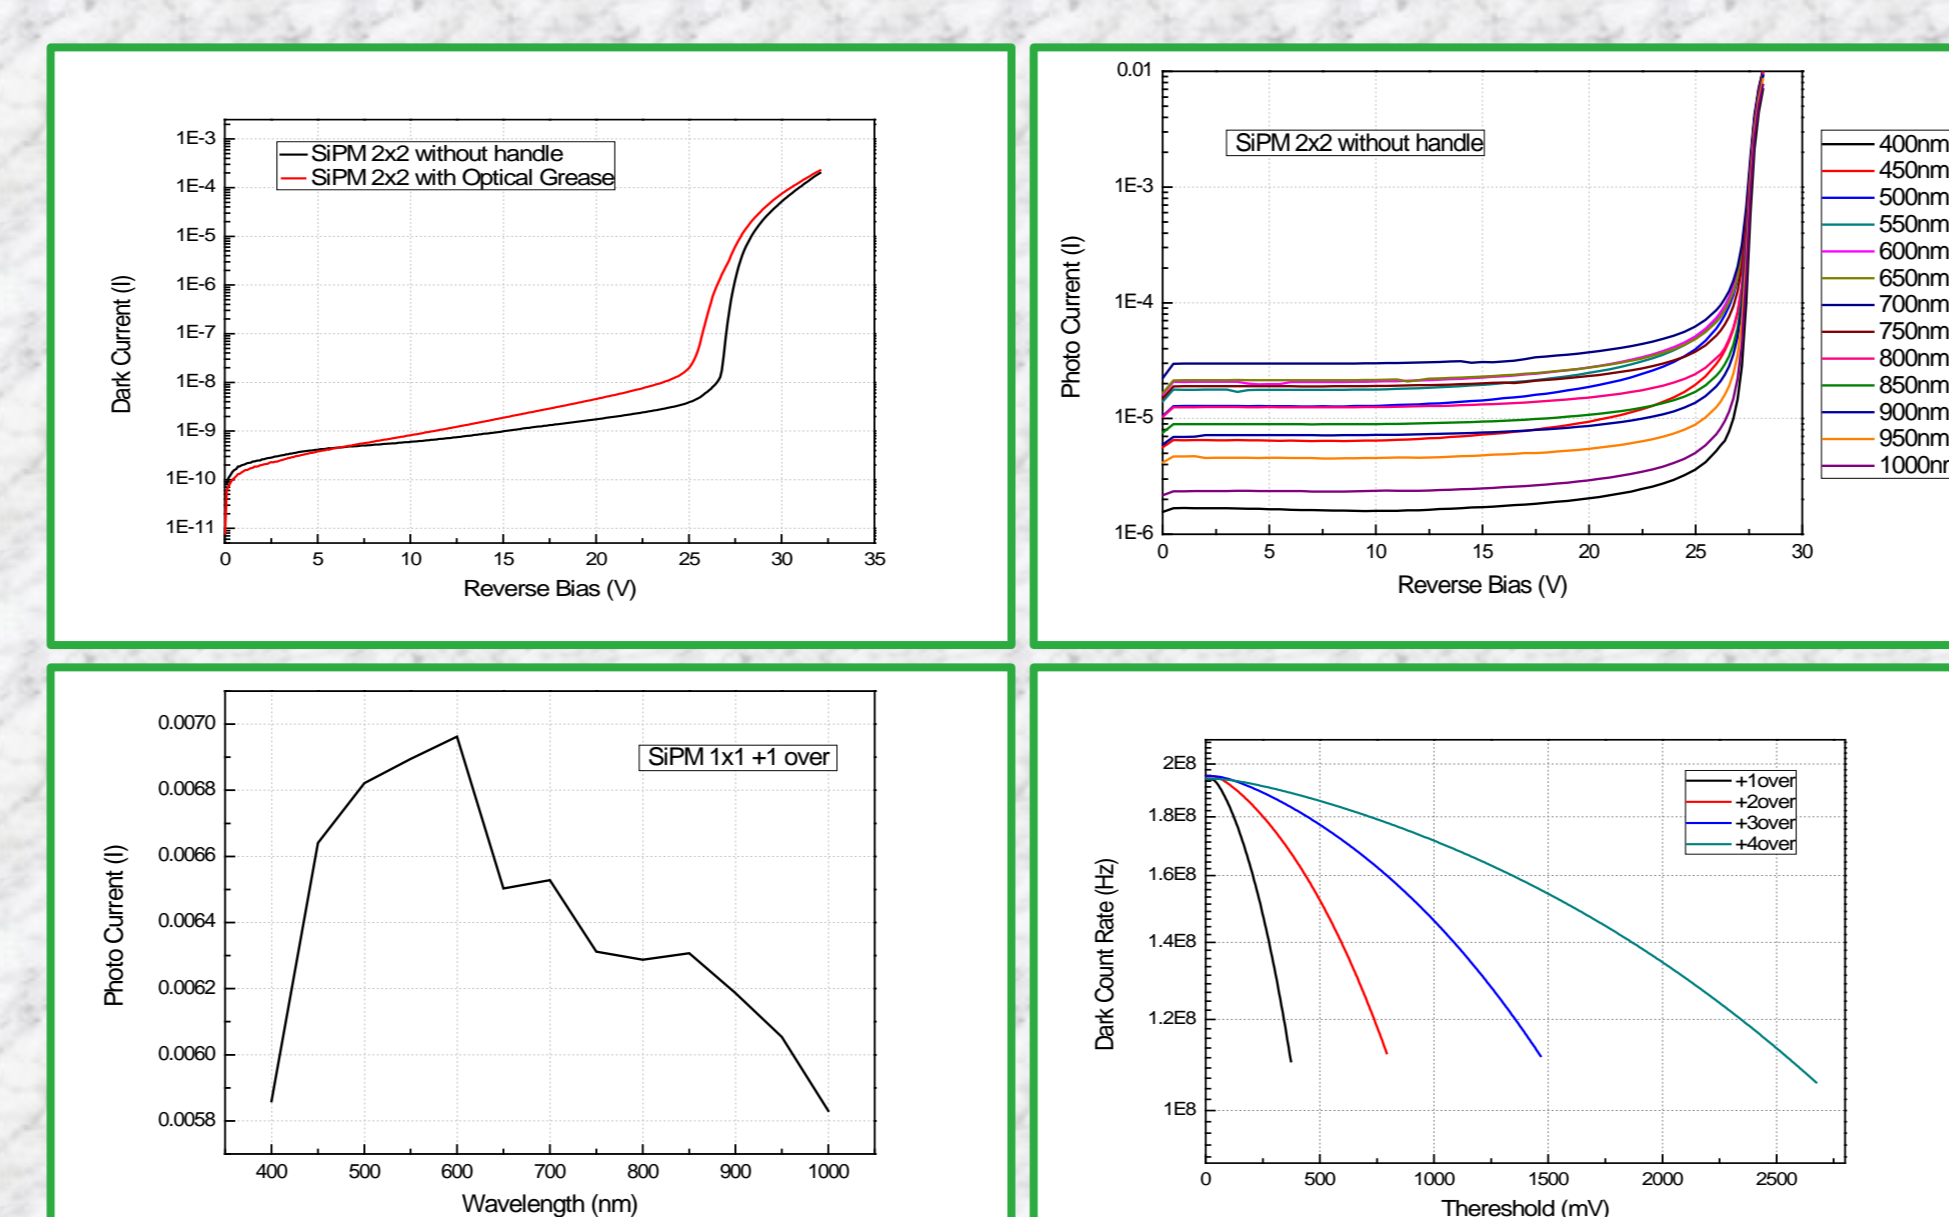 1E-3
1E-4
1E-5
1E-6
1E-7
1E-8
1E-9
1E-10
1E-11
Dark Current (I)
SiPM 2x2 without handle
SiPM 2x2 with Optical Grease
0 5 10 15 20 25 30 35
Reverse Bias (V)
0.01
1E-3
1E-4
1E-5
1E-6
Photo Current (I)
SiPM 2x2 without handle
400nm
450nm
500nm
550nm
600nm
650nm
700nm
750nm
800nm
850nm
900nm
950nm
1000n
0 5 10 15 20 25 30
Reverse Bias (V)
0.0070
0.0068
0.0066
0.0064
0.0062
0.0060
0.0058
Photo Current (I)
SiPM 1x1 +1 over
400 500 600 700 800 900 1000
Wavelength (nm)
2E8
1.8E8
1.6E8
1.4E8
1.2E8
1E8
Dark Count Rate (Hz)
+1over
+2over
+3over
+4over
0 500 1000 1500 2000 2500
Thereshold (mV)